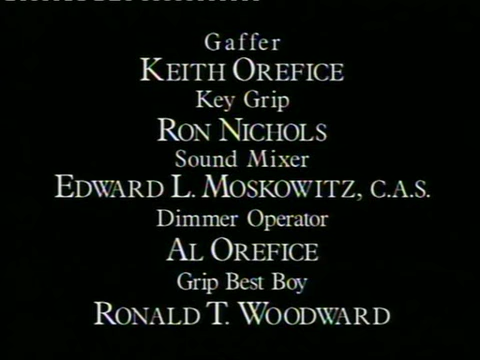 Gaffer
KEITH OREFICE
Key Grip
RON NICHOLS
Sound Mixer
EDWARD L. MOSKOWITZ, C.A.S.
Dimmer Operator
AL OREFICE
Grip Best Boy
RONALD T. WOODWARD